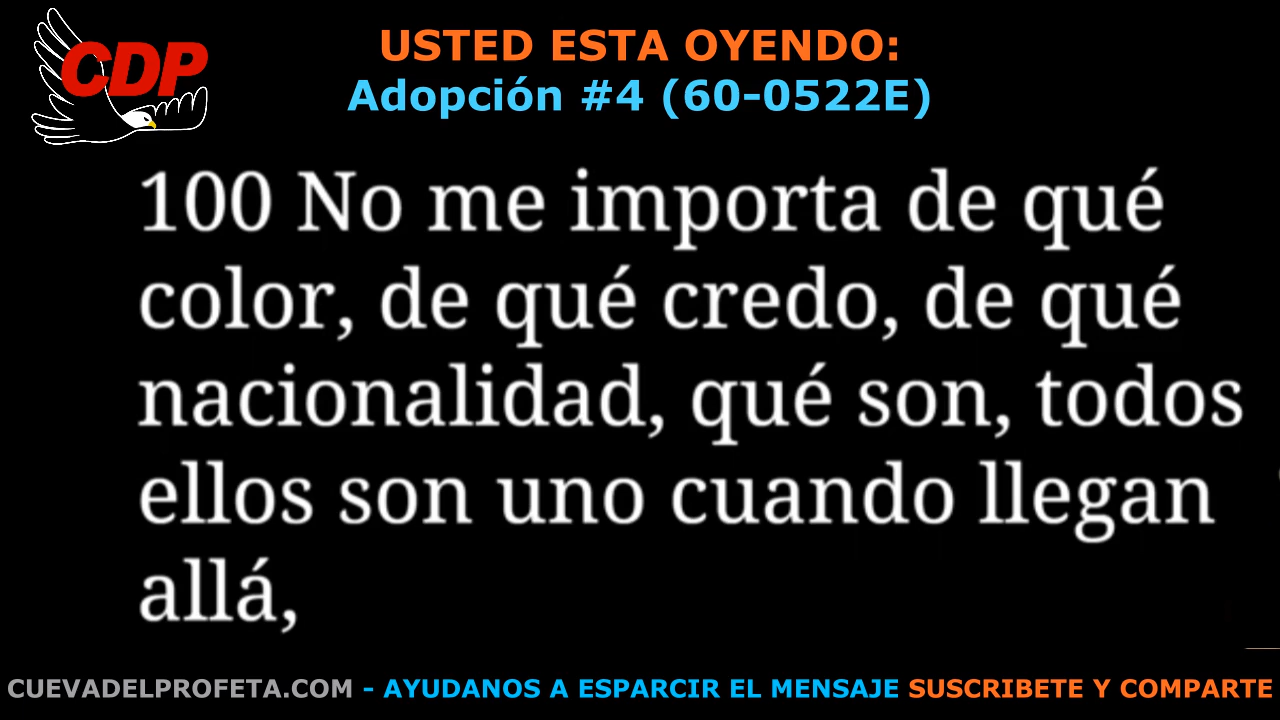 CDP
USTED ESTA OYENDO:
Adopción #4 (60-0522E)
100 No me importa de qué
color, de qué credo, de qué
nacionalidad, qué son, todos
ellos son uno cuando llegan
allá,
CUEVADELPROFETA.COM - AYUDANOS A ESPARCIR EL MENSAJE SUSCRIBETE Y COMPARTE